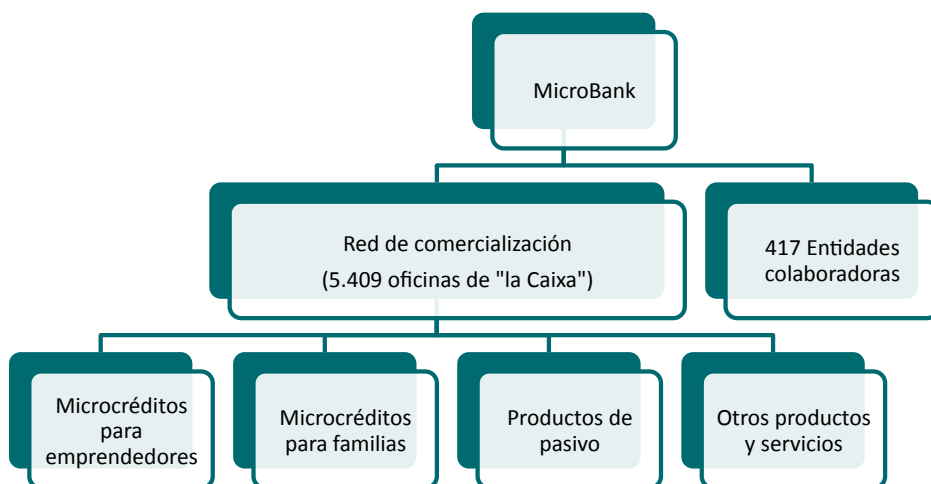 MicroBank
Red de comercialización
(5.409 oficinas de "la Caixa")
417 Entidades
colaboradoras
Microcréditos
para
emprendedores
Microcréditos
para familias
Productos de
pasivo
Otros productos
y servicios